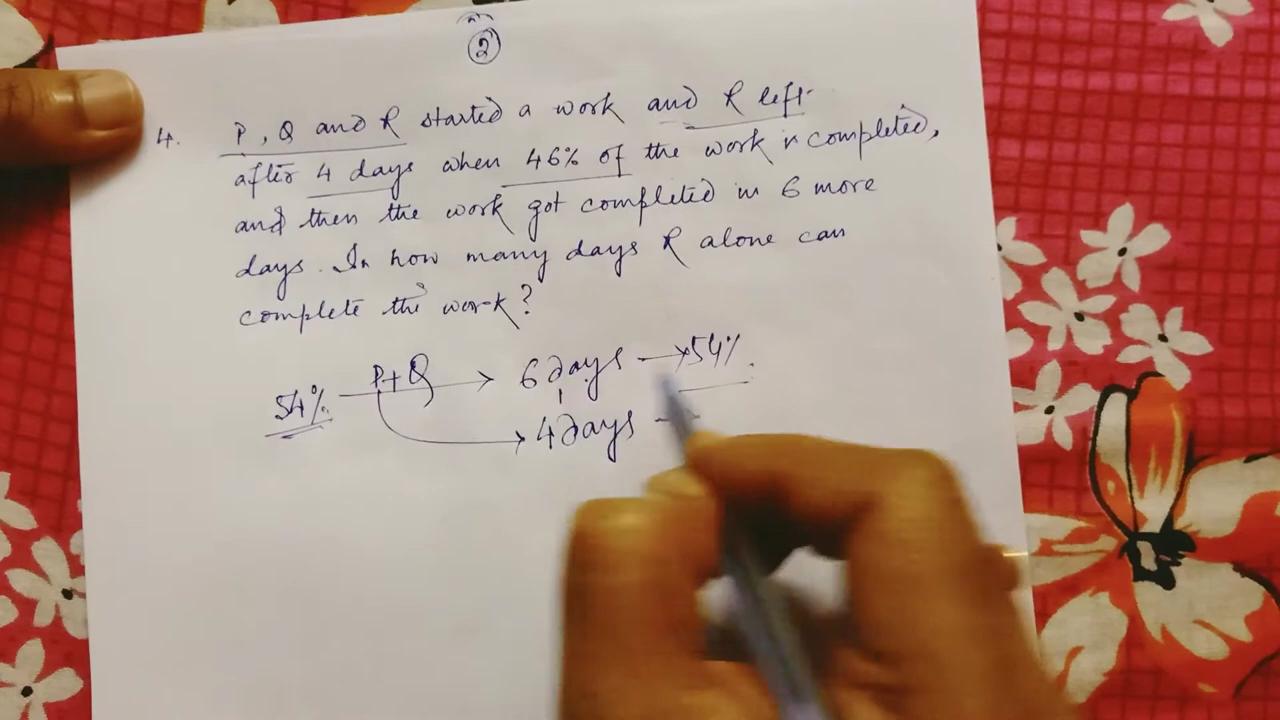 2
4. P, Q and R started a work and R left
after 4 days when 46% of the work is completed,
and then the work got completed in 6 more
days. In how many days R alone can
complete the work?
54% P+Q → 6 days → 54%
→ 4 days